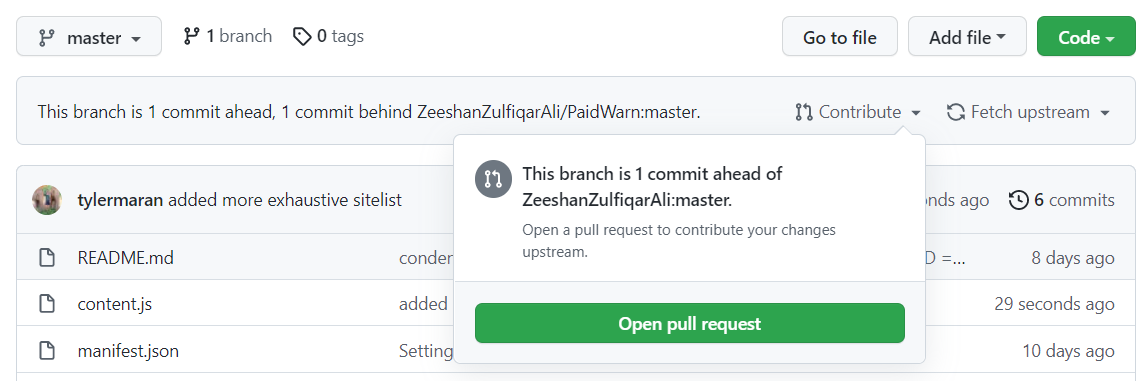 master
1 branch
0 tags
Go to file
Add file
Code
This branch is 1 commit ahead, 1 commit behind ZeeshanZulfiqarAli/PaidWarn:master.
Contribute
Fetch upstream
This branch is 1 commit ahead of
ZeeshanZulfiqarAli:master.
Open a pull request to contribute your changes
upstream.
Open pull request
tylermaran added more exhaustive sitelist
ago
6 commits
README.md
D =...
8 days ago
content.js
added
29 seconds ago
manifest.json
Setting
10 days ago